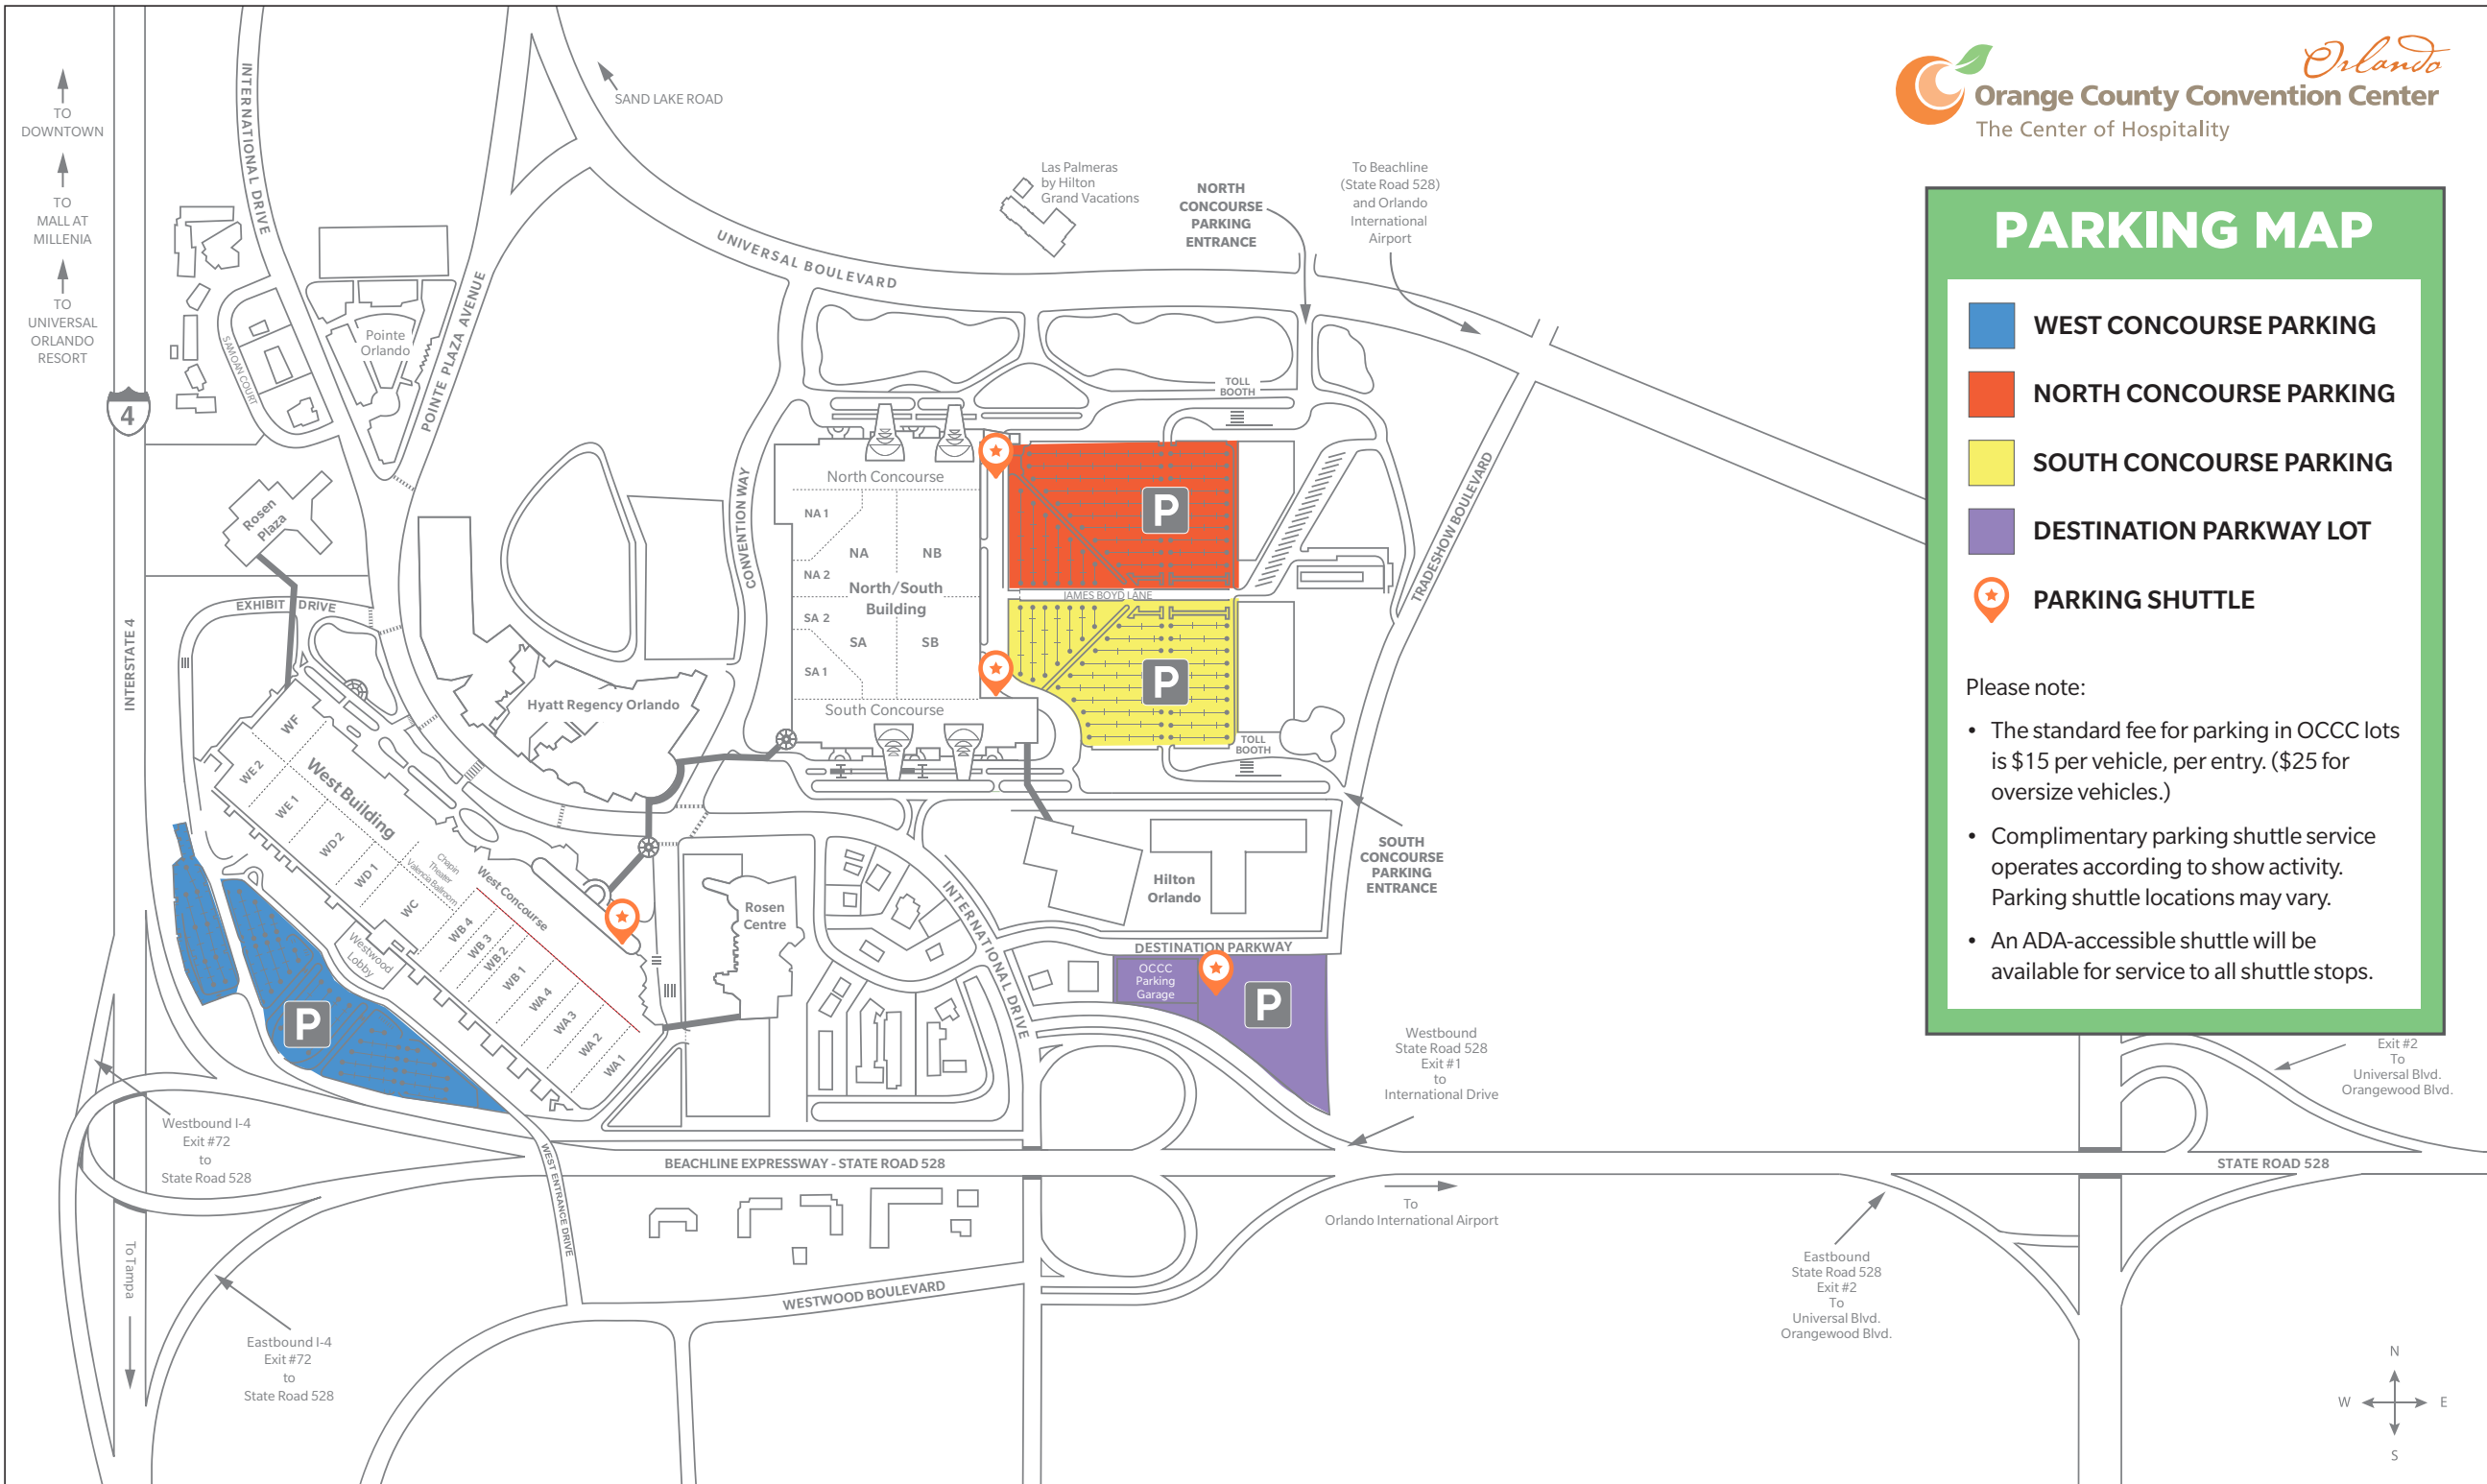 Orlando
Orange County Convention Center
The Center of Hospitality
PARKING MAP
WEST CONCOURSE PARKING
NORTH CONCOURSE PARKING
SOUTH CONCOURSE PARKING
DESTINATION PARKWAY LOT
PARKING SHUTTLE
Please note:
• The standard fee for parking in OCCC lots
is $15 per vehicle, per entry. ($25 for
oversize vehicles.)
• Complimentary parking shuttle service
operates according to show activity.
Parking shuttle locations may vary.
• An ADA-accessible shuttle will be
available for service to all shuttle stops.
TO
DOWNTOWN
TO
MALL AT
MILLENIA
TO
UNIVERSAL
ORLANDO
RESORT
4
INTERSTATE 4
INTERNATIONAL DRIVE
SAND LAKE ROAD
SAMOAN COURT
Pointe
Orlando
POINTE PLAZA AVENUE
UNIVERSAL BOULEVARD
Las Palmeras
by Hilton
Grand Vacations
NORTH
CONCOURSE
PARKING
ENTRANCE
To Beachline
(State Road 528)
and Orlando
International
Airport
TOLL
BOOTH
CONVENTION WAY
North Concourse
NA 1
NA
NB
NA 2
North/South
Building
SA 2
SA
SB
SA 1
South Concourse
P
JAMES BOYD LANE
P
TRADESHOW BOULEVARD
TOLL
BOOTH
SOUTH
CONCOURSE
PARKING
ENTRANCE
Rosen
Plaza
EXHIBIT DRIVE
Hyatt Regency Orlando
WF
WE 2
WE 1
West Building
WD 2
WD 1
Chapin
Theater
Valencia Ballroom
WC
West Concourse
WB 4
WB 3
WB 2
WB 1
WA 4
WA 3
WA 2
WA 1
Westwood
Lobby
P
Rosen
Centre
INTERNATIONAL DRIVE
Hilton
Orlando
DESTINATION PARKWAY
OCCC
Parking
Garage
P
Westbound
State Road 528
Exit #1
to
International Drive
Exit #2
To
Universal Blvd.
Orangewood Blvd.
Westbound I-4
Exit #72
to
State Road 528
WEST ENTRANCE DRIVE
BEACHLINE EXPRESSWAY - STATE ROAD 528
STATE ROAD 528
To
Orlando International Airport
Eastbound
State Road 528
Exit #2
To
Universal Blvd.
Orangewood Blvd.
To Tampa
WESTWOOD BOULEVARD
Eastbound I-4
Exit #72
to
State Road 528
N
W E
S